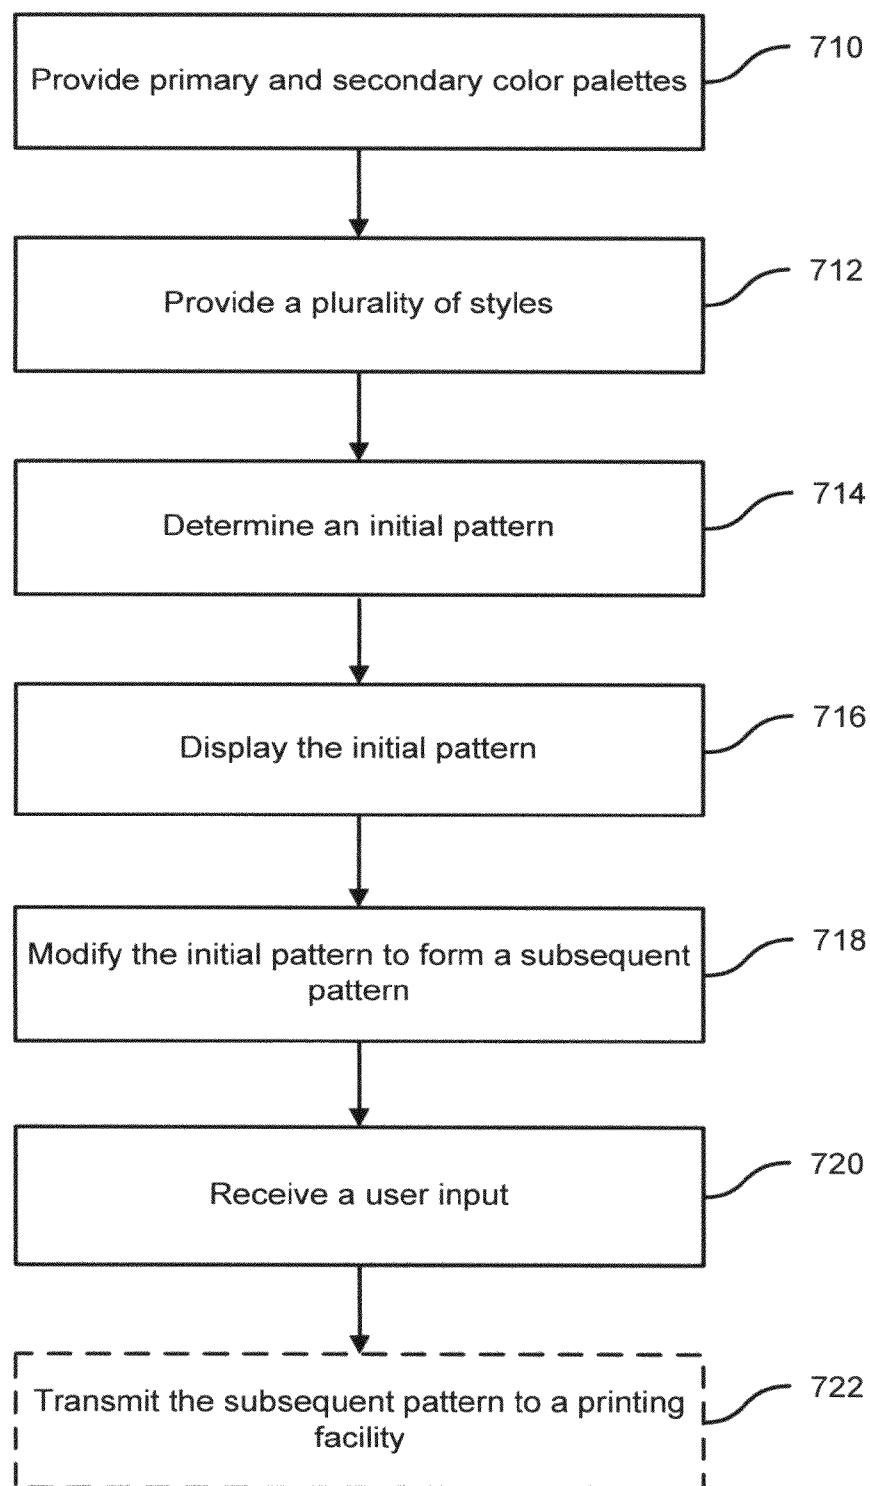 Provide primary and secondary color palettes
710
Provide a plurality of styles
712
Determine an initial pattern
714
Display the initial pattern
716
Modify the initial pattern to form a subsequent
pattern
718
Receive a user input
720
Transmit the subsequent pattern to a printing
facility
722